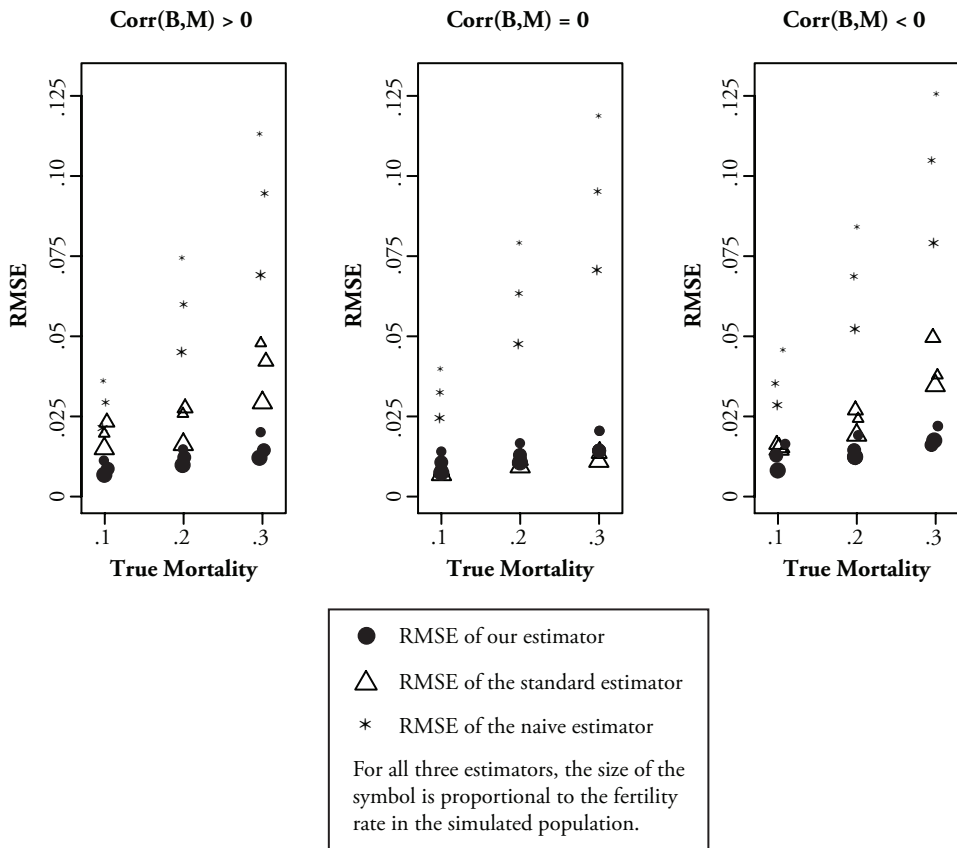 Corr(B,M) > 0
Corr(B,M) = 0
Corr(B,M) < 0
RMSE
.125
.10
.075
.05
.025
0
.1 .2 .3
True Mortality
RMSE
.125
.10
.075
.05
.025
0
.1 .2 .3
True Mortality
RMSE
.125
.10
.075
.05
.025
0
.1 .2 .3
True Mortality
RMSE of our estimator
RMSE of the standard estimator
RMSE of the naive estimator
For all three estimators, the size of the
symbol is proportional to the fertility
rate in the simulated population.